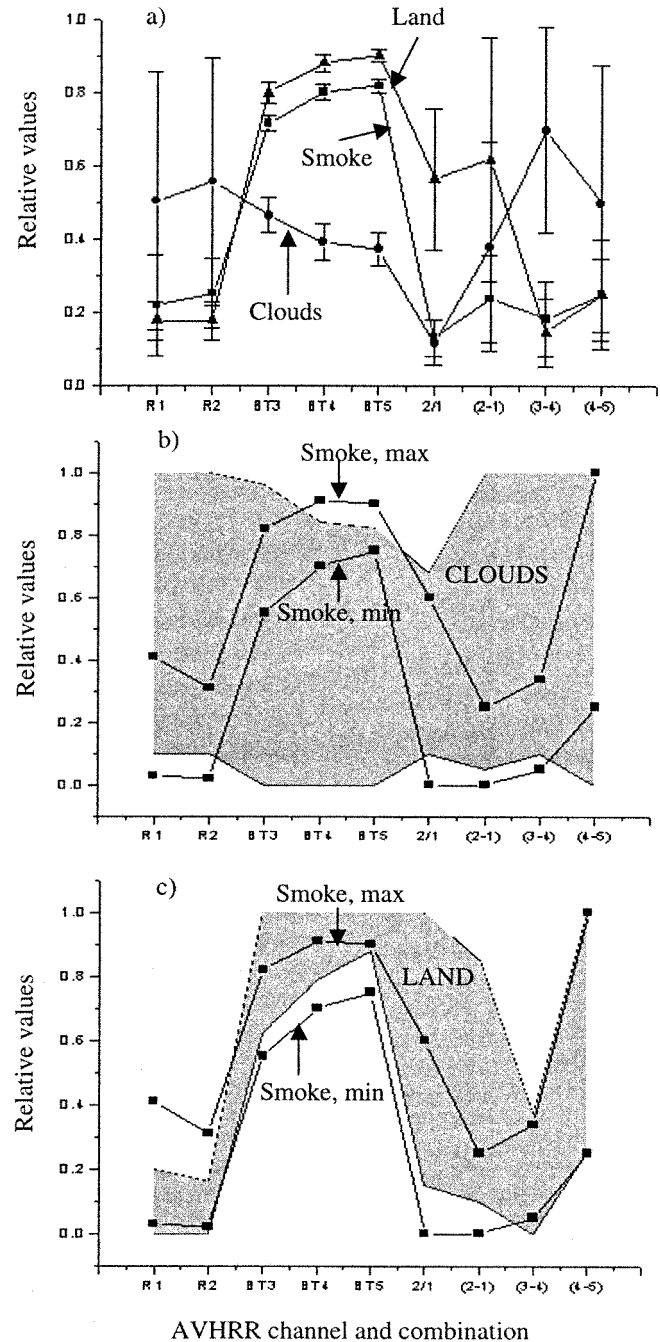 a)
Land
Smoke
Clouds
Relative values
1.0
0.8
0.6
0.4
0.2
0.0
R1 R2 BT3 BT4 BT5 2/1 (2-1) (3-4) (4-5)
b)
Smoke, max
CLOUDS
Smoke, min
Relative values
1.0
0.8
0.6
0.4
0.2
0.0
R1 R2 BT3 BT4 BT5 2/1 (2-1) (3-4) (4-5)
c)
Smoke, max
LAND
Smoke, min
Relative values
1.0
0.8
0.6
0.4
0.2
0.0
R1 R2 BT3 BT4 BT5 2/1 (2-1) (3-4) (4-5)
AVHRR channel and combination